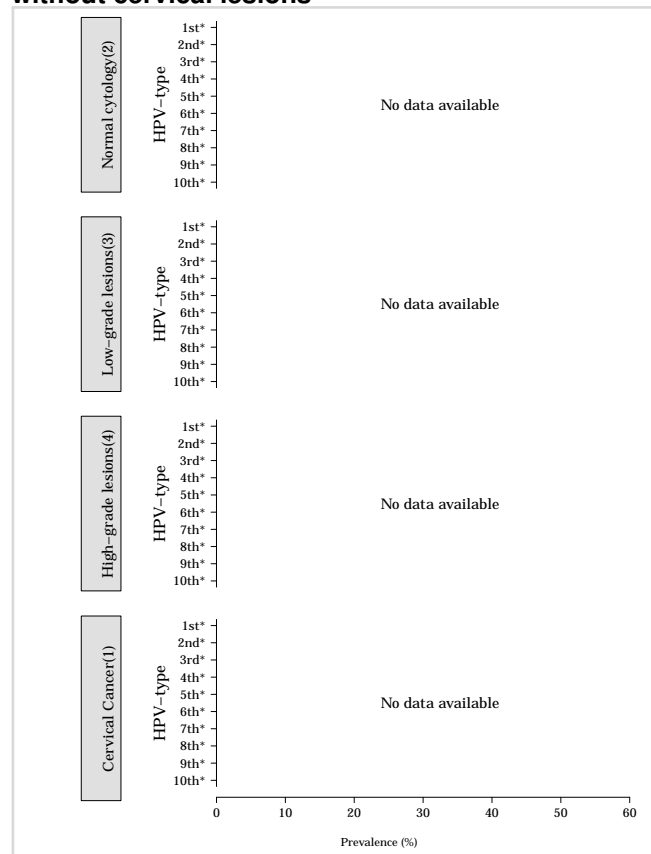 without cervical lesions
Normal cytology(2)
HPV−type
1st*
2nd*
3rd*
4th*
5th*
6th*
7th*
8th*
9th*
10th*
No data available
Low−grade lesions(3)
HPV−type
1st*
2nd*
3rd*
4th*
5th*
6th*
7th*
8th*
9th*
10th*
No data available
High−grade lesions(4)
HPV−type
1st*
2nd*
3rd*
4th*
5th*
6th*
7th*
8th*
9th*
10th*
No data available
Cervical Cancer(1)
HPV−type
1st*
2nd*
3rd*
4th*
5th*
6th*
7th*
8th*
9th*
10th*
No data available
0 10 20 30 40 50 60
Prevalence (%)